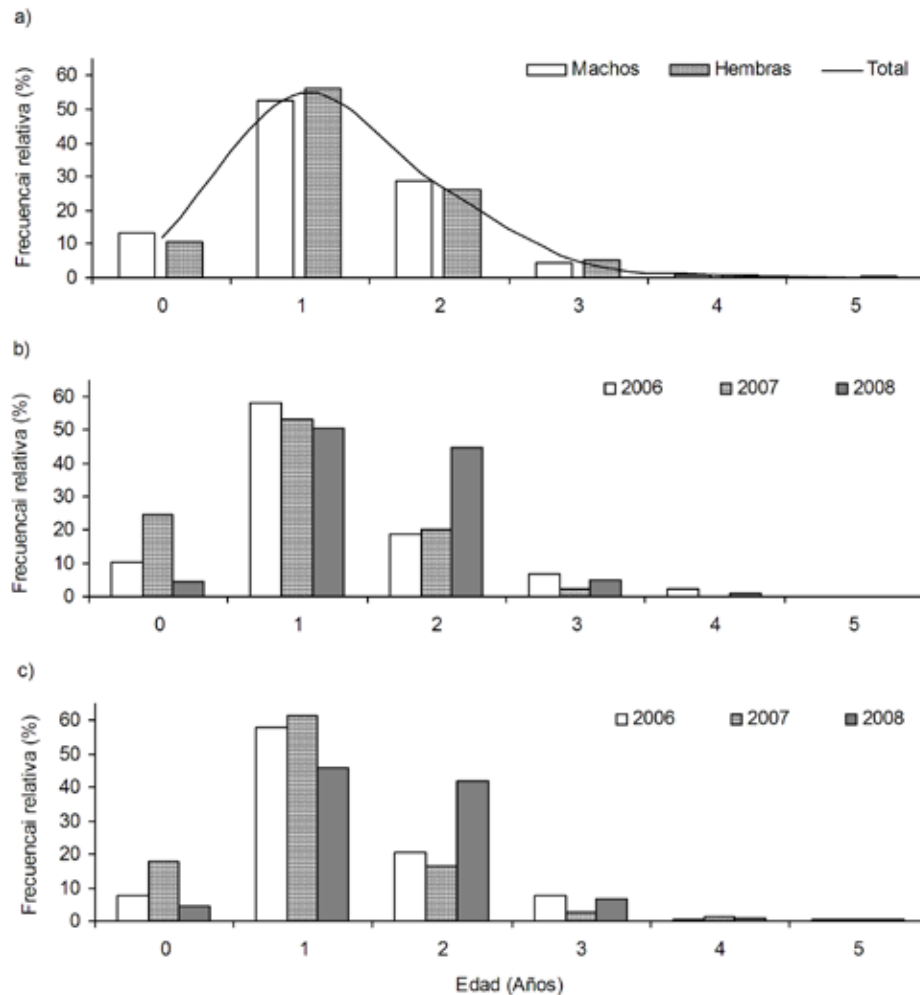 a)
Frecuencai relativa (%)
60
50
40
30
20
10
0
Machos Hembras Total
0 1 2 3 4 5
b)
Frecuencai relativa (%)
60
50
40
30
20
10
0
2006 2007 2008
0 1 2 3 4 5
c)
Frecuencai relativa (%)
60
50
40
30
20
10
0
2006 2007 2008
0 1 2 3 4 5
Edad (Años)